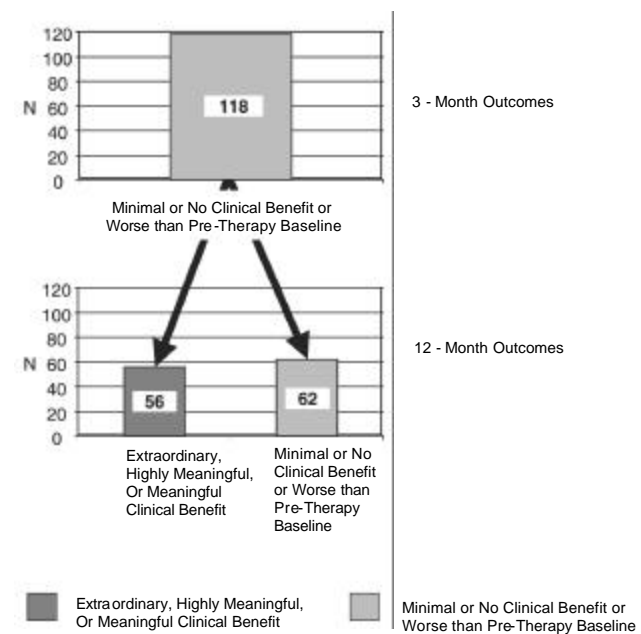 120
100
80
N 60
40
20
0
118
3 - Month Outcomes
Minimal or No Clinical Benefit or
Worse than Pre-Therapy Baseline
120
100
80
N 60
40
20
0
56
62
12 - Month Outcomes
Extraordinary,
Highly Meaningful,
Or Meaningful
Clinical Benefit
Minimal or No
Clinical Benefit
or Worse than
Pre-Therapy
Baseline
Extraordinary, Highly Meaningful,
Or Meaningful Clinical Benefit
Minimal or No Clinical Benefit or
Worse than Pre-Therapy Baseline